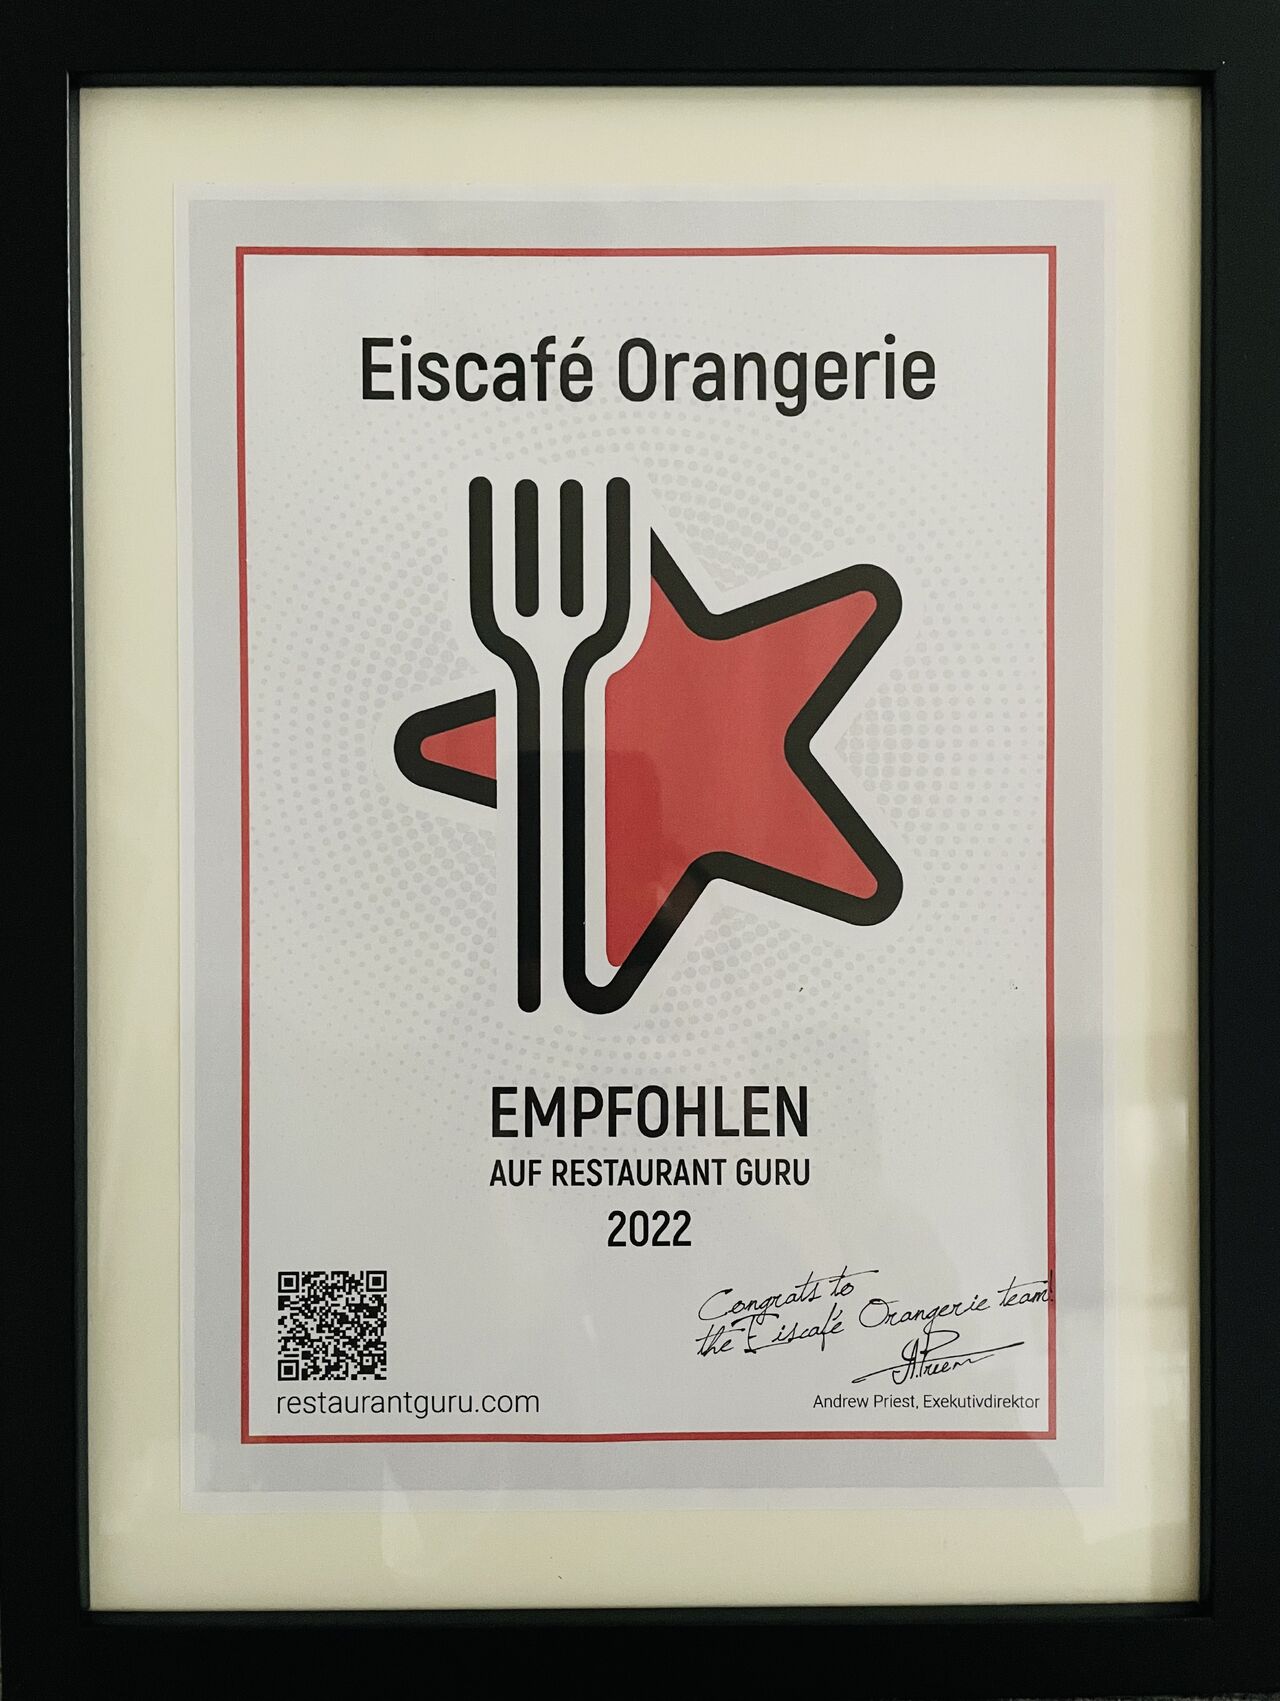 Eiscafé Orangerie
EMPFOHLEN
AUF RESTAURANT GURU
2022
Congrats to
the Eiscafé Orangerie team!
restaurantguru.com
Andrew Priest, Exekutivdirektor